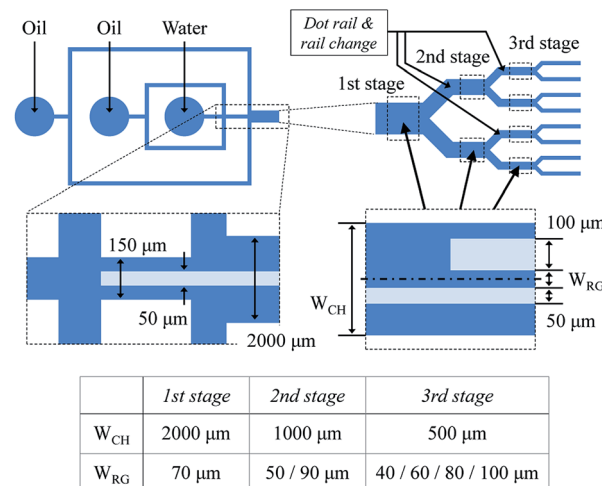 Oil
Oil
Water
Dot rail &
rail change
1st stage
2nd stage
3rd stage
150 µm
50 µm
2000 µm
W_CH
100 µm
W_RG
50 µm
1st stage 2nd stage 3rd stage
W_CH 2000 µm 1000 µm 500 µm
W_RG 70 µm 50 / 90 µm 40 / 60 / 80 / 100 µm